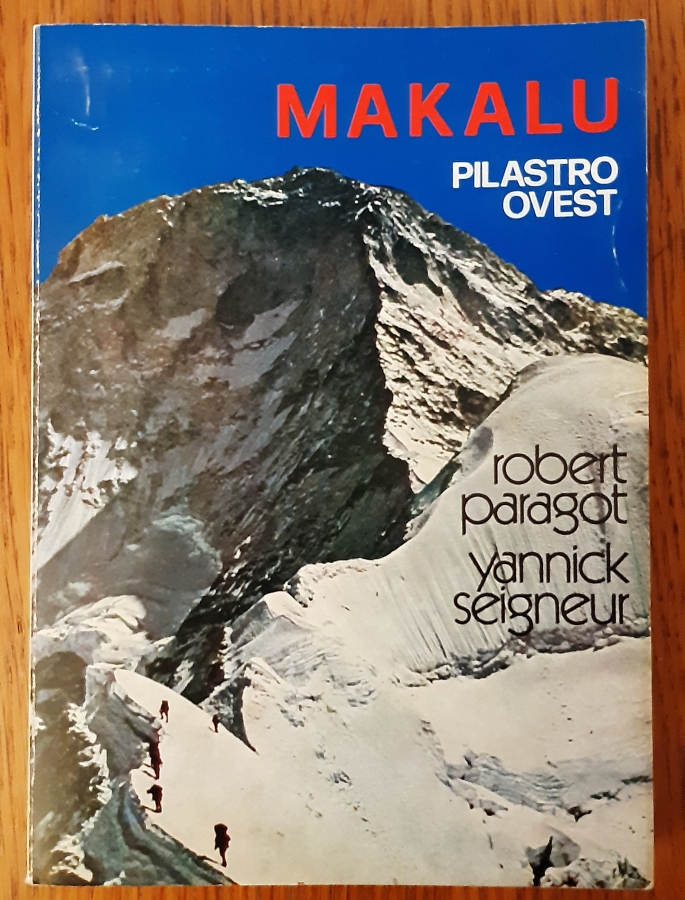 MAKALU
PILASTRO
OVEST
robert
paragot
yannick
seigneur